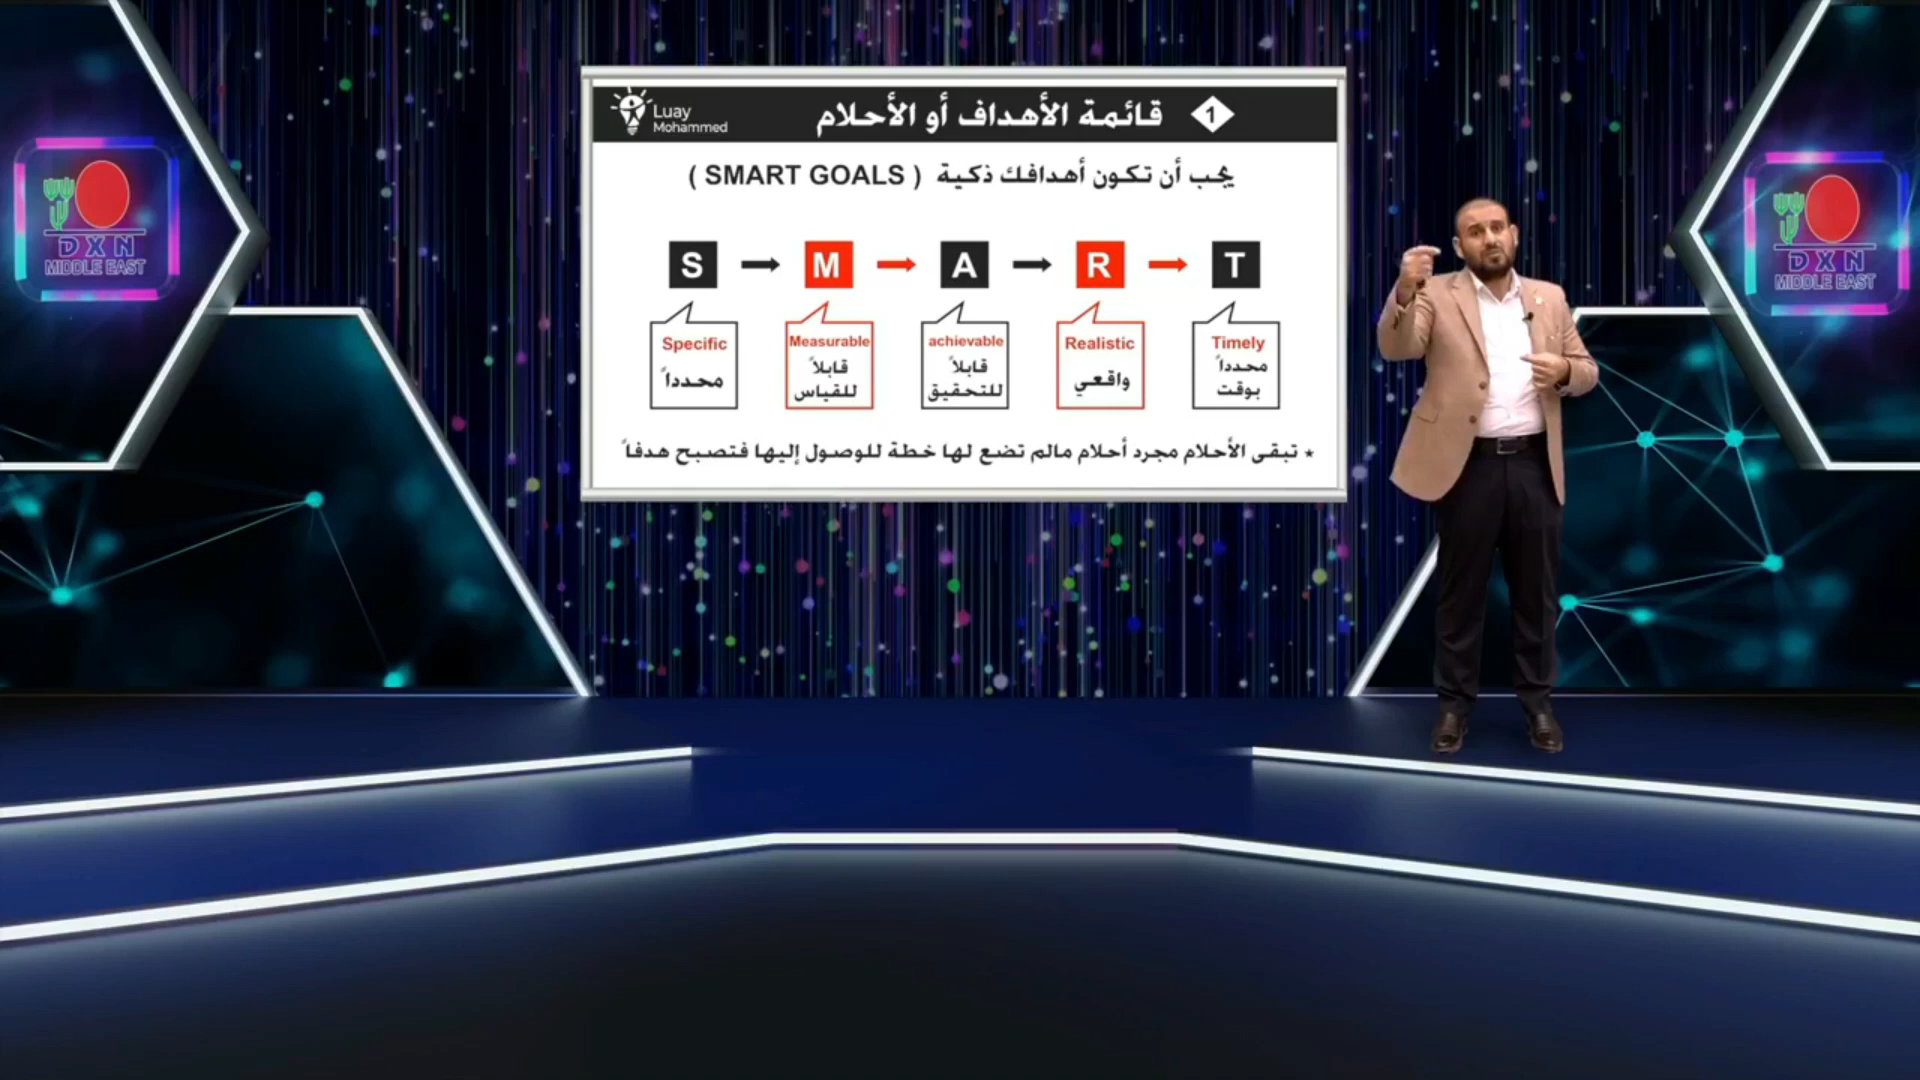 Luay
Mohammed
1 قائمة الأهداف أو الأحلام
يجب أن تكون أهدافك ذكية ( SMART GOALS )
S M A R T
Specific
محدداً
Measurable
قابلاً
للقياس
achievable
قابلاً
للتحقيق
Realistic
واقعي
Timely
محدداً
بوقت
* تبقى الأحلام مجرد أحلام مالم تضع لها خطة للوصول إليها فتصبح هدفاً
DXN
MIDDLE EAST
DXN
MIDDLE EAST